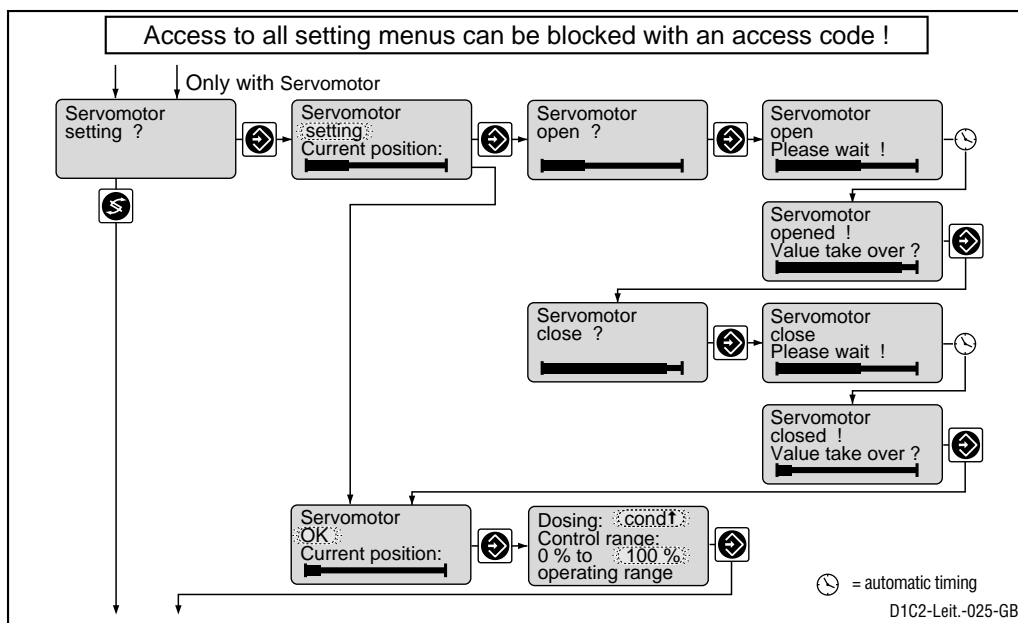 Access to all setting menus can be blocked with an access code !
Only with Servomotor
Servomotor
setting ?
Servomotor
setting
Current position:
Servomotor
open ?
Servomotor
open
Please wait !
Servomotor
opened !
Value take over ?
Servomotor
close ?
Servomotor
close
Please wait !
Servomotor
closed !
Value take over ?
Servomotor
OK
Current position:
Dosing: cond↑
Control range:
0 % to 100 %
operating range
= automatic timing
D1C2-Leit.-025-GB